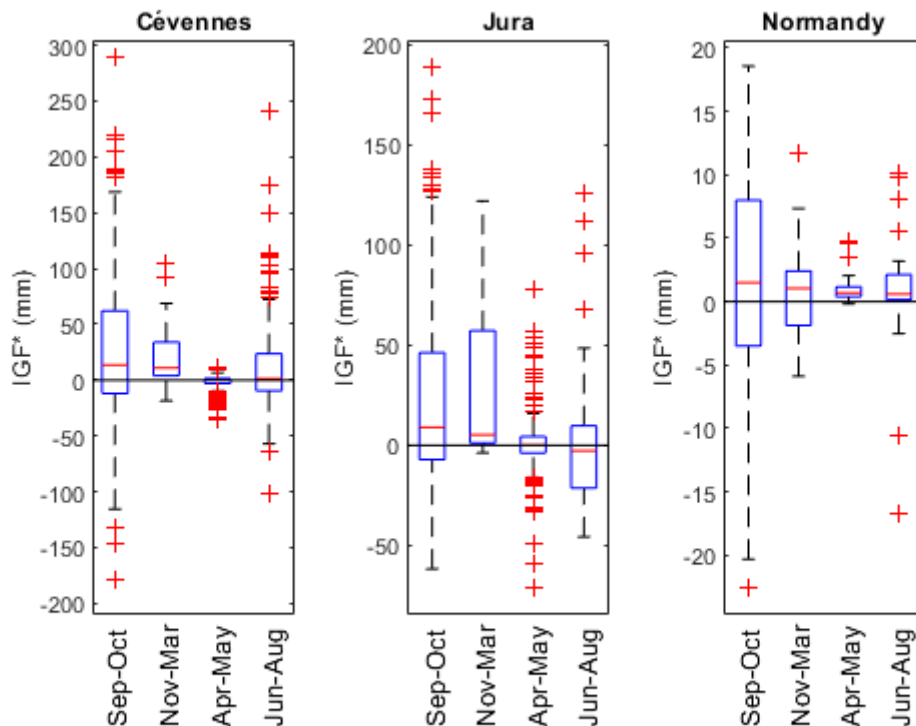 Cévennes
IGF* (mm)
300
250
200
150
100
50
0
-50
-100
-150
-200
Sep-Oct
Nov-Mar
Apr-May
Jun-Aug
Jura
IGF* (mm)
200
150
100
50
0
-50
Sep-Oct
Nov-Mar
Apr-May
Jun-Aug
Normandy
IGF* (mm)
20
15
10
5
0
-5
-10
-15
-20
Sep-Oct
Nov-Mar
Apr-May
Jun-Aug